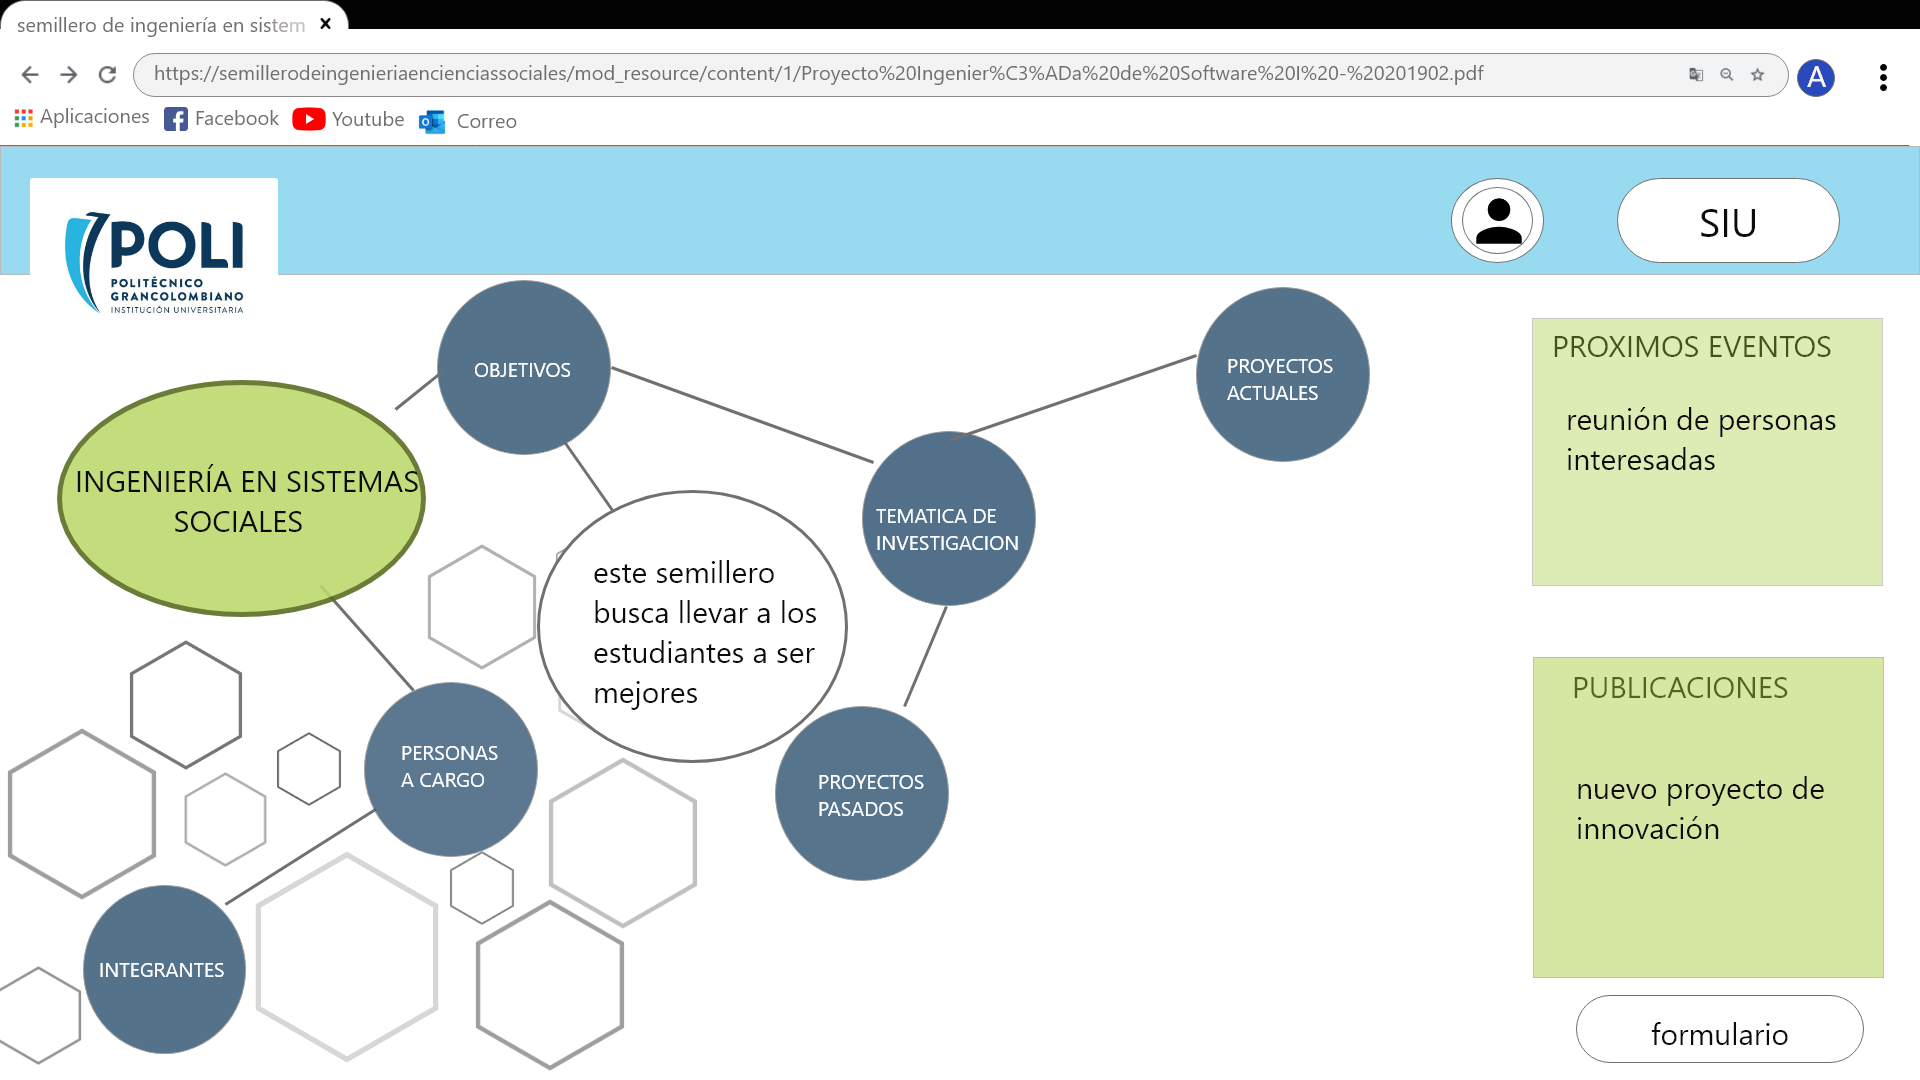 semillero de ingeniería en sistem
https://semillerodeingenieriaencienciassociales/mod_resource/content/1/Proyecto%20Ingenier%C3%ADa%20de%20Software%20I%20-%20201902.pdf
A
Aplicaciones
Facebook
Youtube
Correo
POLI
POLITÉCNICO
GRANCOLOMBIANO
INSTITUCIÓN UNIVERSITARIA
SIU
OBJETIVOS
PROYECTOS
ACTUALES
INGENIERÍA EN SISTEMAS
SOCIALES
TEMATICA DE
INVESTIGACION
este semillero
busca llevar a los
estudiantes a ser
mejores
PERSONAS
A CARGO
PROYECTOS
PASADOS
INTEGRANTES
PROXIMOS EVENTOS
reunión de personas
interesadas
PUBLICACIONES
nuevo proyecto de
innovación
formulario